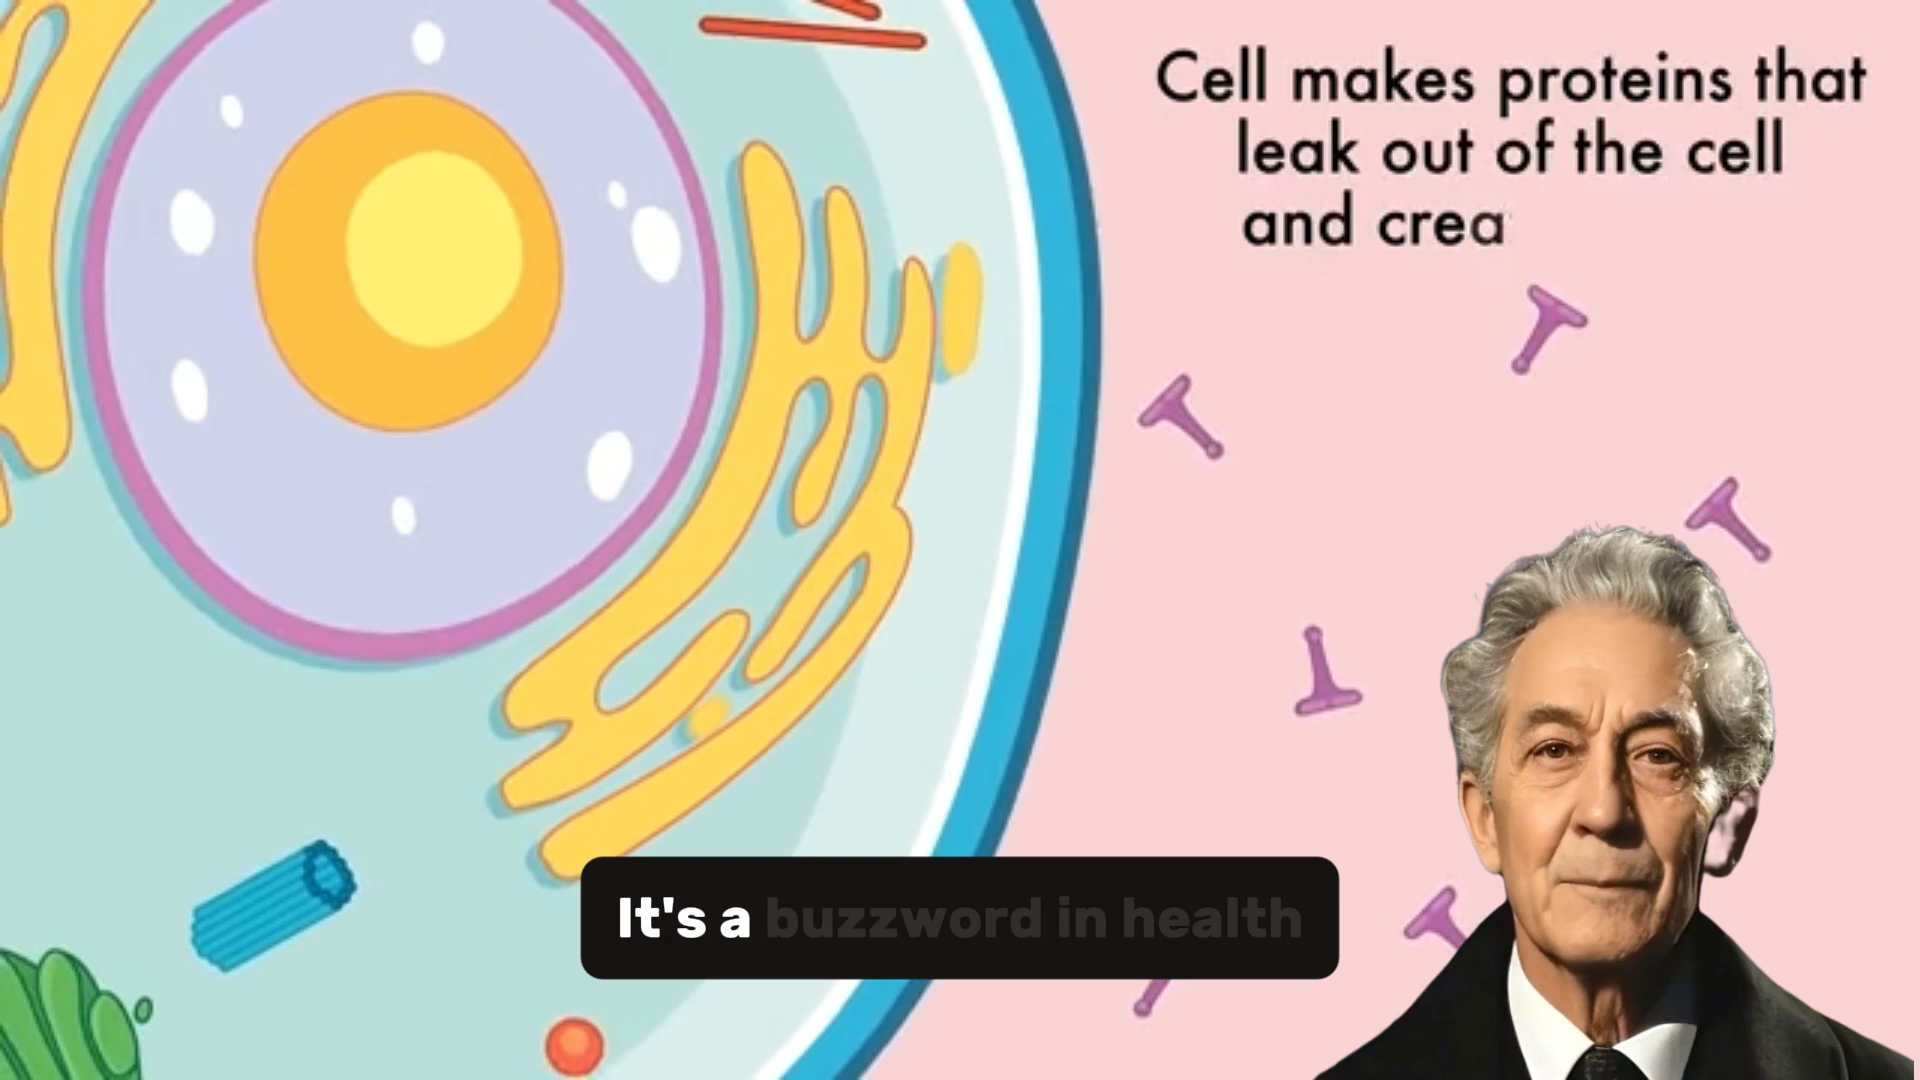 Cell makes proteins that
leak out of the cell
and crea
It's a buzzword in health